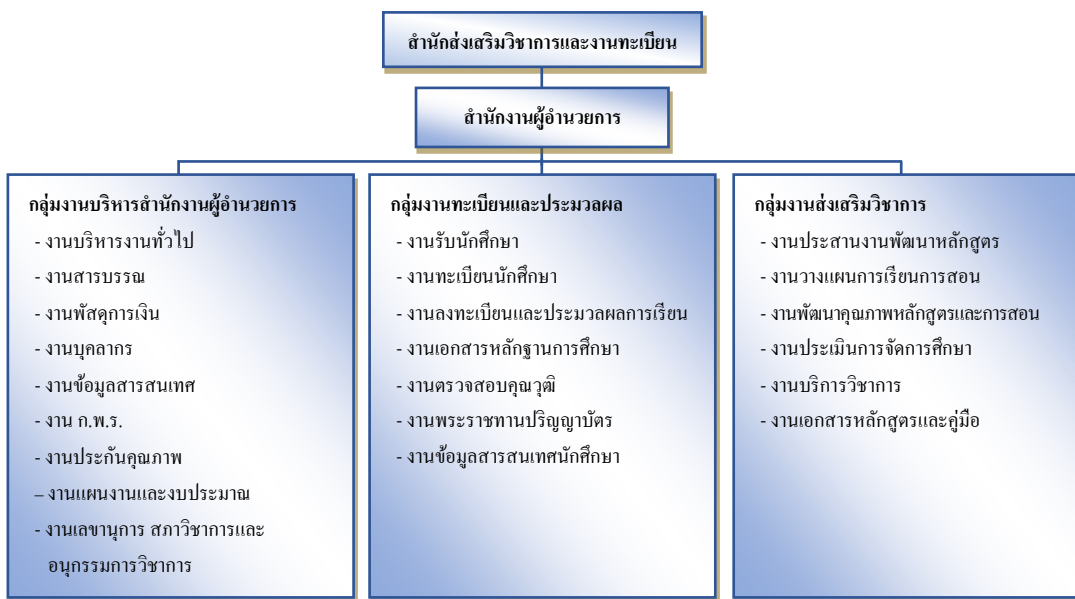 สำนักส่งเสริมวิชาการและงานทะเบียน
สำนักงานผู้อำนวยการ
กลุ่มงานบริหารสำนักงานผู้อำนวยการ
- งานบริหารงานทั่วไป
- งานสารบรรณ
- งานพัสดุการเงิน
- งานบุคลากร
- งานข้อมูลสารสนเทศ
- งาน ก.พ.ร.
- งานประกันคุณภาพ
– งานแผนงานและงบประมาณ
- งานเลขานุการ สภาวิชาการและ
อนุกรรมการวิชาการ
กลุ่มงานทะเบียนและประมวลผล
- งานรับนักศึกษา
- งานทะเบียนนักศึกษา
- งานลงทะเบียนและประมวลผลการเรียน
- งานเอกสารหลักฐานการศึกษา
- งานตรวจสอบคุณวุฒิ
- งานพระราชทานปริญญาบัตร
- งานข้อมูลสารสนเทศนักศึกษา
กลุ่มงานส่งเสริมวิชาการ
- งานประสานงานพัฒนาหลักสูตร
- งานวางแผนการเรียนการสอน
- งานพัฒนาคุณภาพหลักสูตรและการสอน
- งานประเมินการจัดการศึกษา
- งานบริการวิชาการ
- งานเอกสารหลักสูตรและคู่มือ